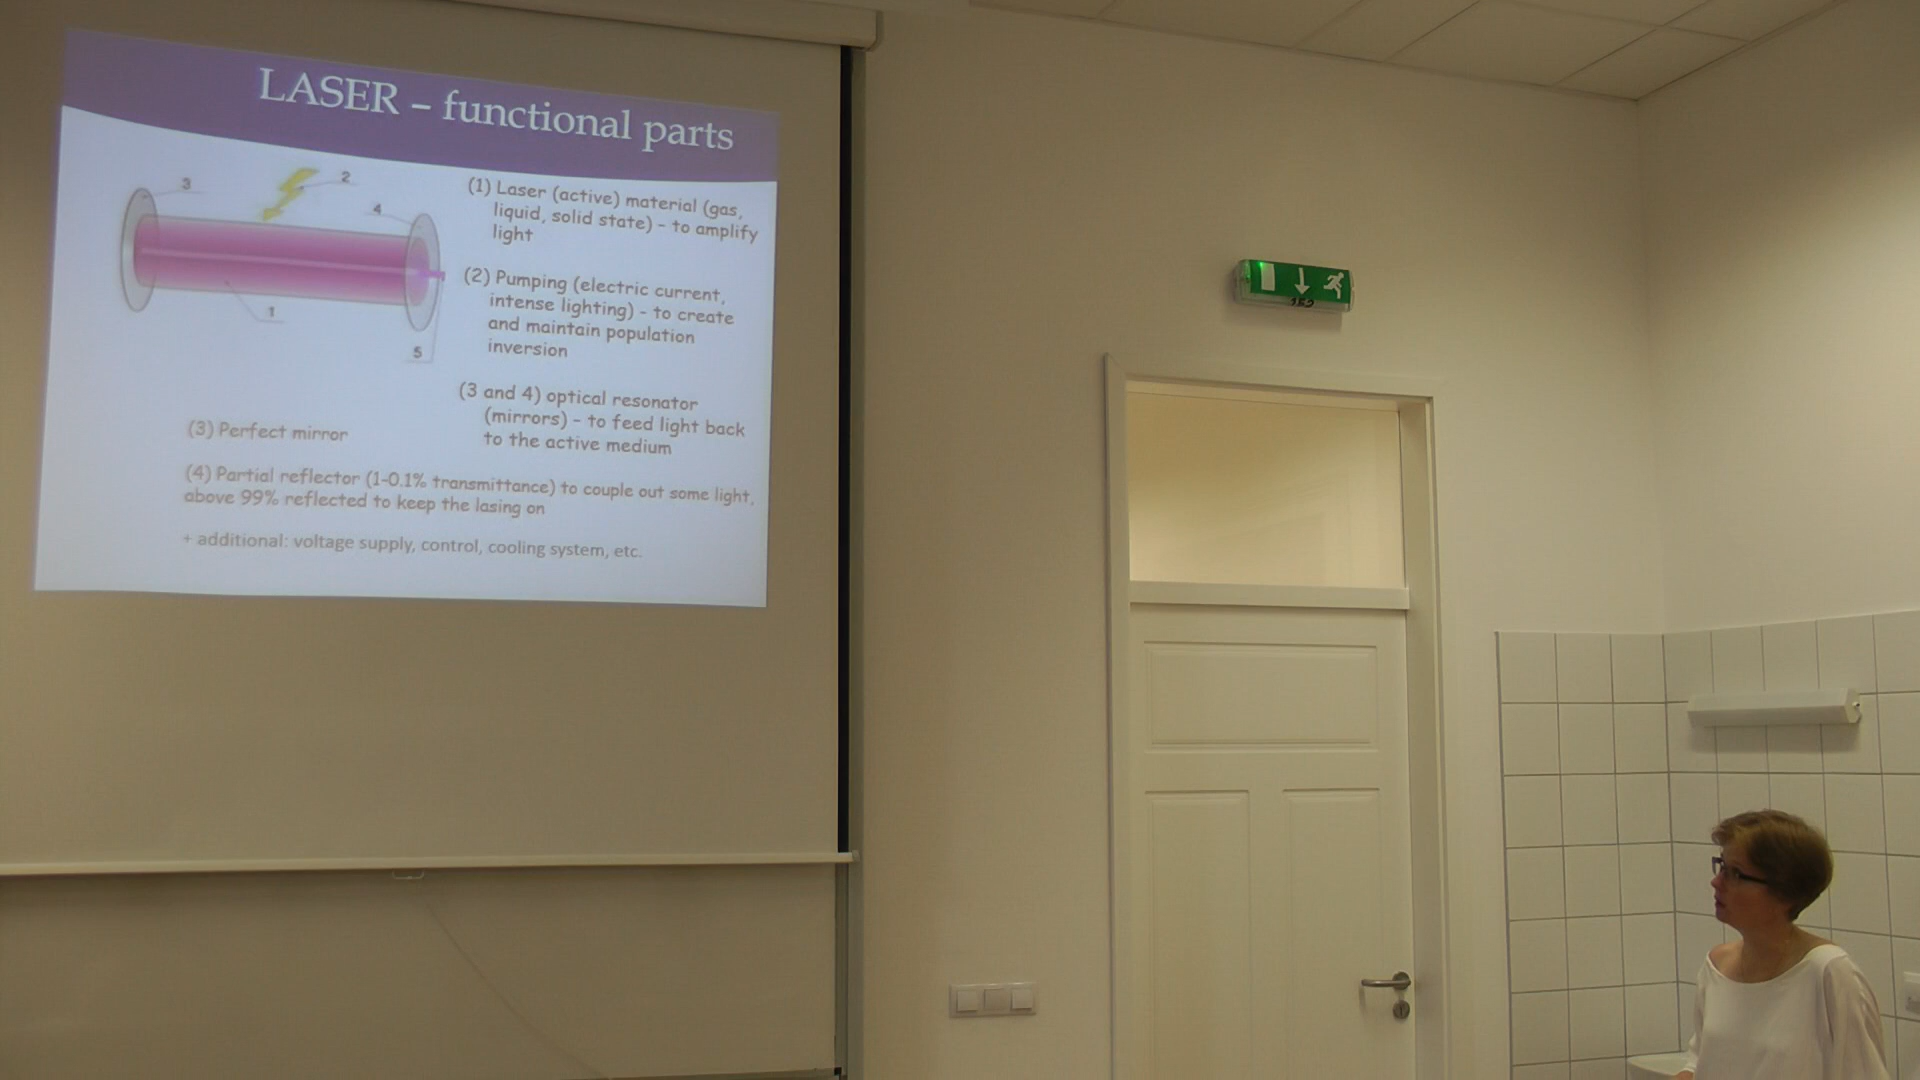 LASER – functional parts
3
2
4
1
5
(1) Laser (active) material (gas,
liquid, solid state) - to amplify
light
(2) Pumping (electric current,
intense lighting) - to create
and maintain population
inversion
(3 and 4) optical resonator
(mirrors) - to feed light back
to the active medium
(3) Perfect mirror
(4) Partial reflector (1-0.1% transmittance) to couple out some light,
above 99% reflected to keep the lasing on
+ additional: voltage supply, control, cooling system, etc.